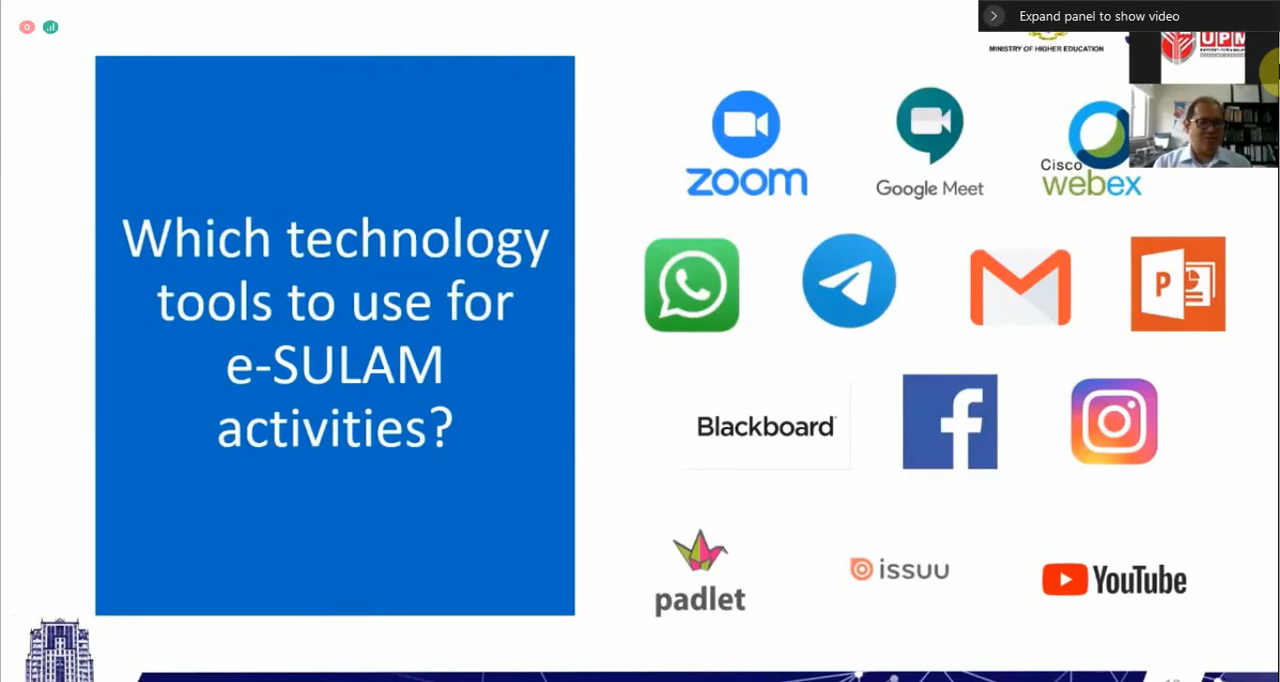 Expand panel to show video
MINISTRY OF HIGHER EDUCATION
UPM
Which technology
tools to use for
e-SULAM
activities?
zoom
Google Meet
Cisco
webex
P
Blackboard
f
padlet
issuu
YouTube